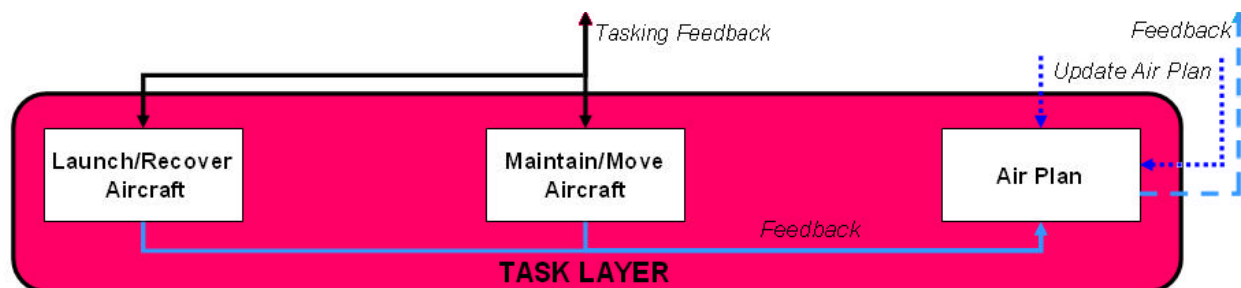 Tasking Feedback
Feedback
Update Air Plan
Launch/Recover
Aircraft
Maintain/Move
Aircraft
Air Plan
Feedback
TASK LAYER